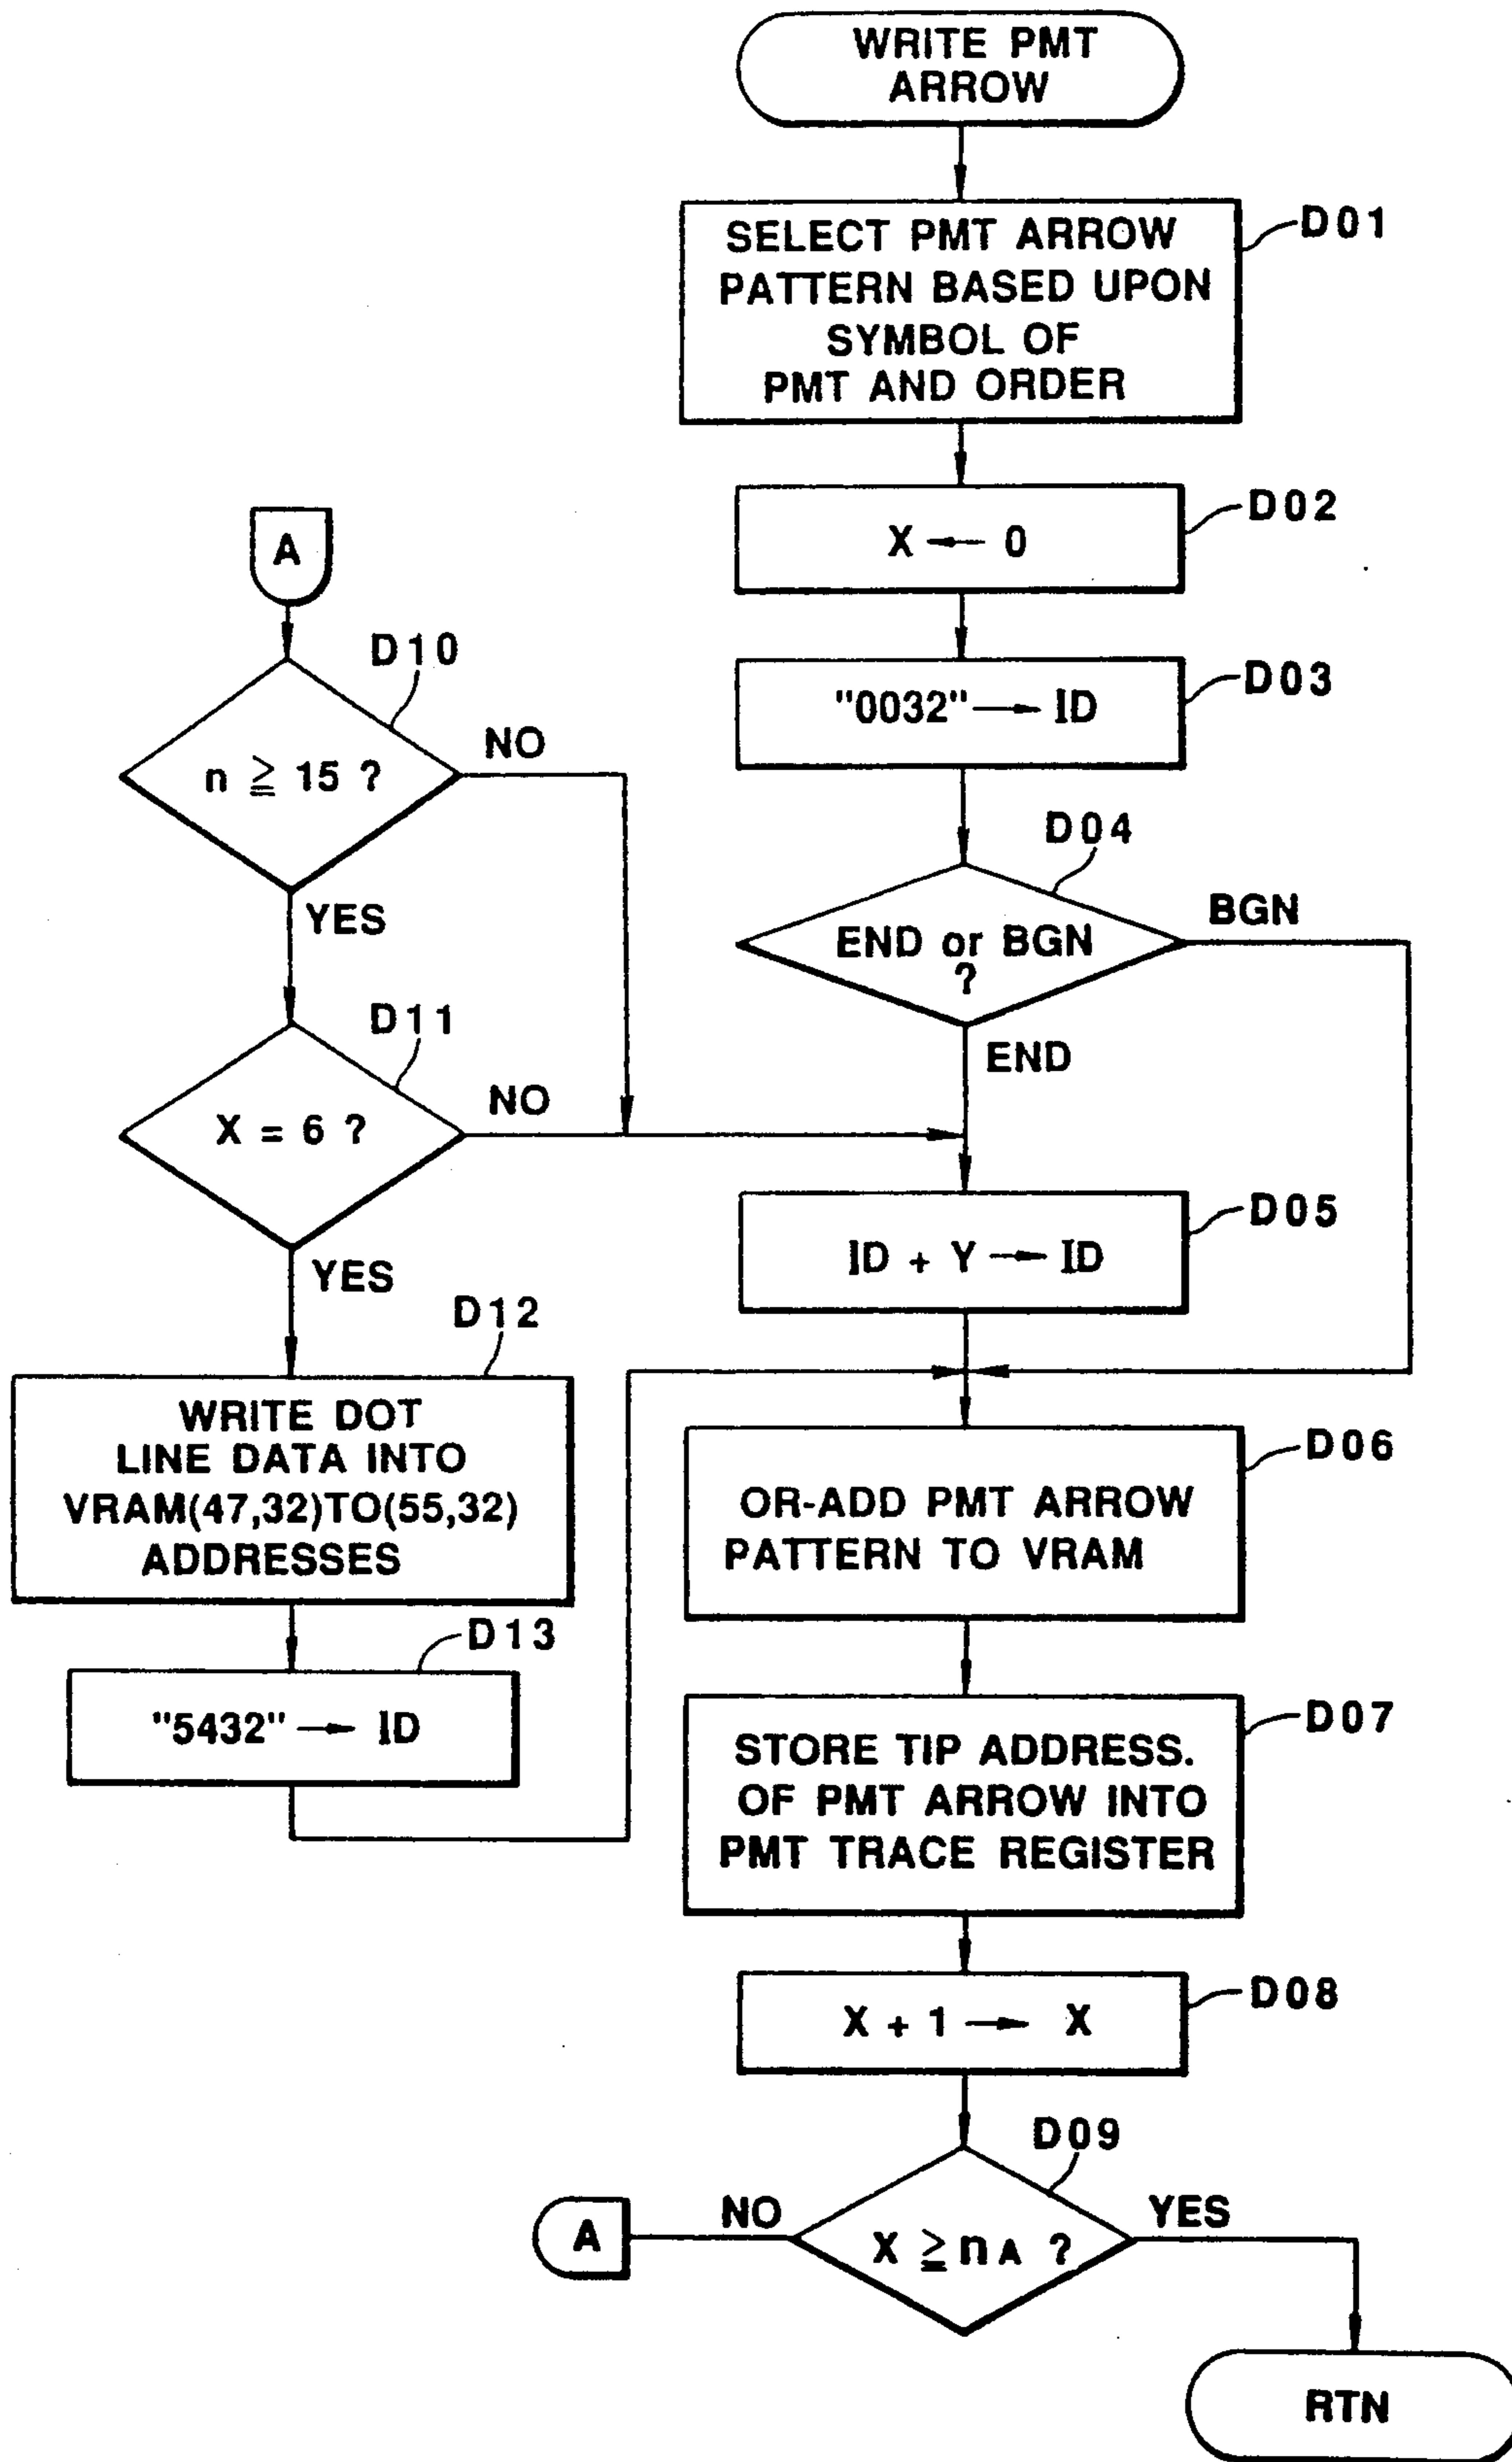 WRITE PMT
ARROW
D01
SELECT PMT ARROW
PATTERN BASED UPON
SYMBOL OF
PMT AND ORDER
D02
X ← 0
D03
"0032" → ID
D04
END or BGN
?
BGN
END
D05
ID + Y → ID
D06
OR-ADD PMT ARROW
PATTERN TO VRAM
D07
STORE TIP ADDRESS.
OF PMT ARROW INTO
PMT TRACE REGISTER
D08
X + 1 → X
D09
X ≧ nA ?
NO
YES
A
RTN
A
D10
n ≧ 15 ?
NO
YES
D11
X = 6 ?
NO
YES
D12
WRITE DOT
LINE DATA INTO
VRAM(47,32)TO(55,32)
ADDRESSES
D13
"5432" → ID